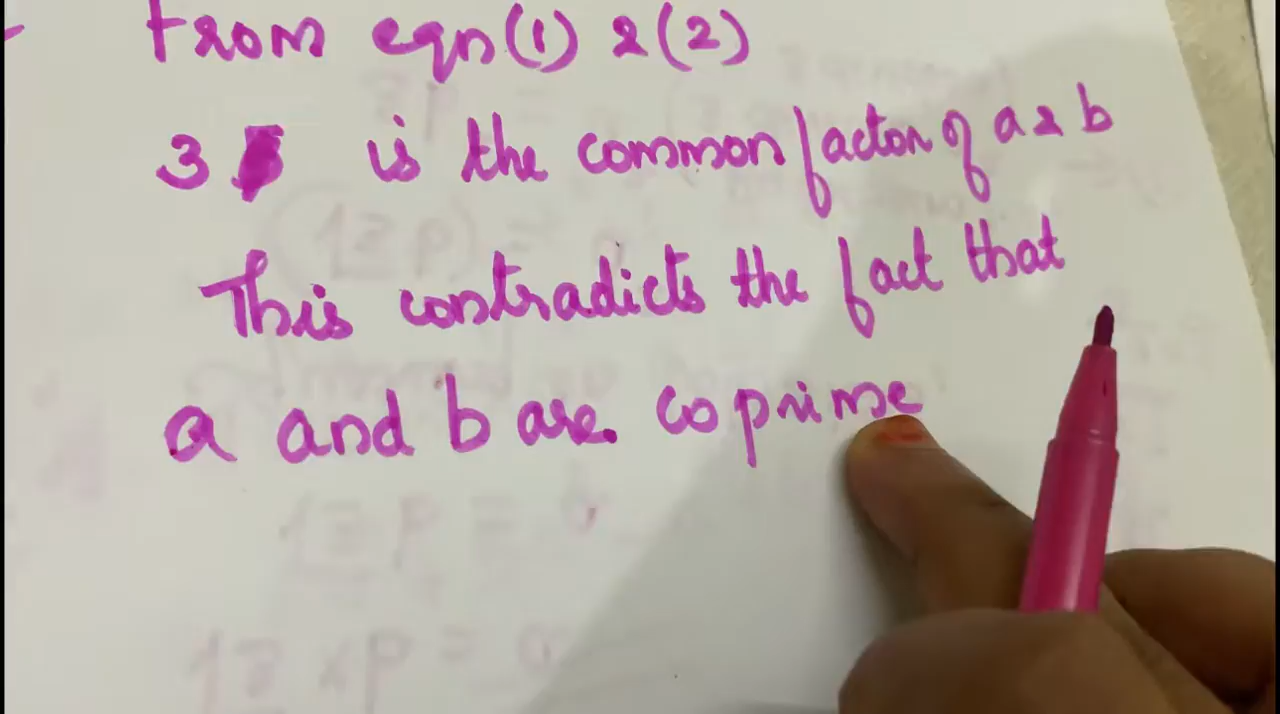 From eqn(1) & (2)
3 is the common factor of a & b
This contradicts the fact that
a and b are coprime